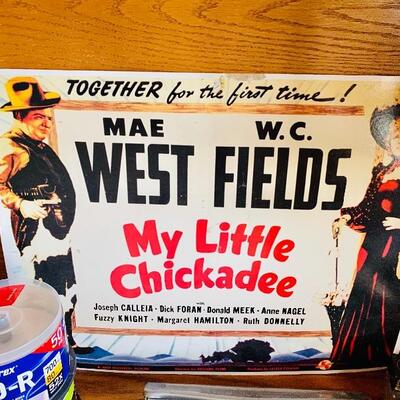 TOGETHER for the first time!
MAE W.C.
WEST FIELDS
My Little
Chickadee
with
Joseph CALLEIA · Dick FORAN · Donald MEEK · Anne NAGEL
Fuzzy KNIGHT · Margaret HAMILTON · Ruth DONNELLY